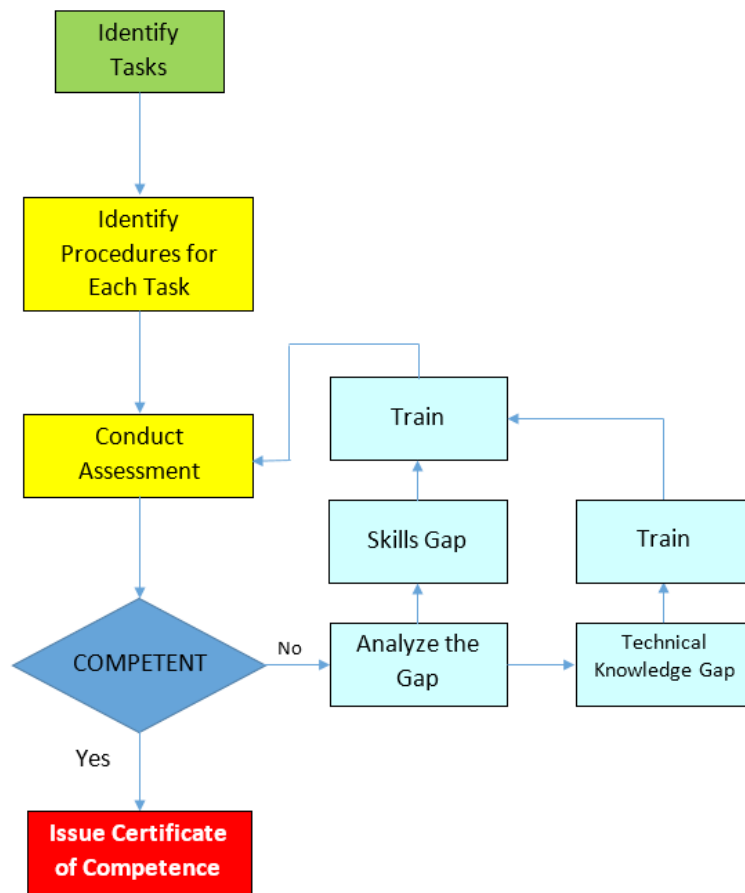 Identify
Tasks
Identify
Procedures for
Each Task
Conduct
Assessment
Train
Skills Gap
Train
COMPETENT
No
Analyze the
Gap
Technical
Knowledge Gap
Yes
Issue Certificate
of Competence